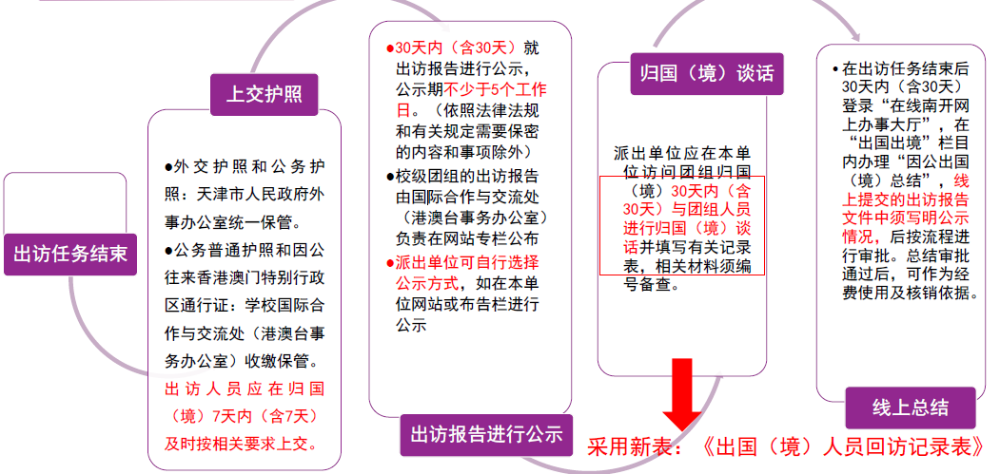 出访任务结束
上交护照
●外交护照和公务护
照：天津市人民政府外
事办公室统一保管。
●公务普通护照和因公
往来香港澳门特别行政
区通行证：学校国际合
作与交流处（港澳台事
务办公室）收缴保管。
出访人员应在归国
（境）7天内（含7天）
及时按相关要求上交。
●30天内（含30天）就
出访报告进行公示，
公示期不少于5个工作
日。（依照法律法规
和有关规定需要保密
的内容和事项除外）
●校级团组的出访报告
由国际合作与交流处
（港澳台事务办公室）
负责在网站专栏公布
●派出单位可自行选择
公示方式，如在本单
位网站或布告栏进行
公示
出访报告进行公示
归国（境）谈话
派出单位应在本单
位访问团组归国
（境）30天内（含
30天）与团组人员
进行归国（境）谈
话并填写有关记录
表，相关材料须编
号备查。
采用新表：《出国（境）人员回访记录表》
•在出访任务结束后
30天内（含30天）
登录“在线南开网
上办事大厅”，在
“出国出境”栏目
内办理“因公出国
（境）总结”，线
上提交的出访报告
文件中须写明公示
情况，后按流程进
行审批。总结审批
通过后，可作为经
费使用及核销依据。
线上总结